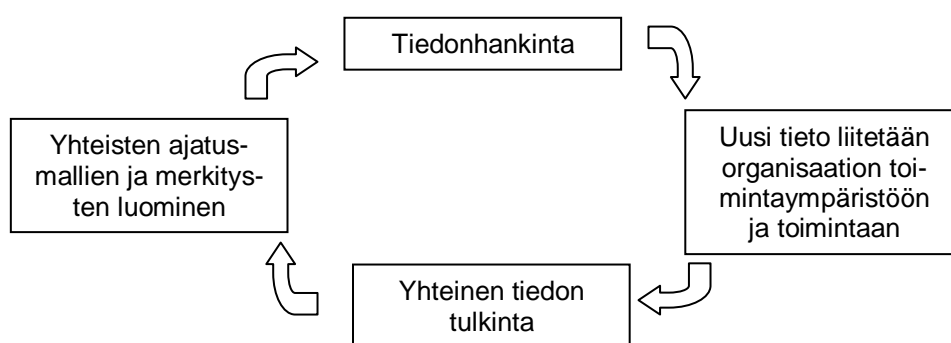 Tiedonhankinta
Uusi tieto liitetään
organisaation toi-
mintaympäristöön
ja toimintaan
Yhteinen tiedon
tulkinta
Yhteisten ajatus-
mallien ja merkitys-
ten luominen